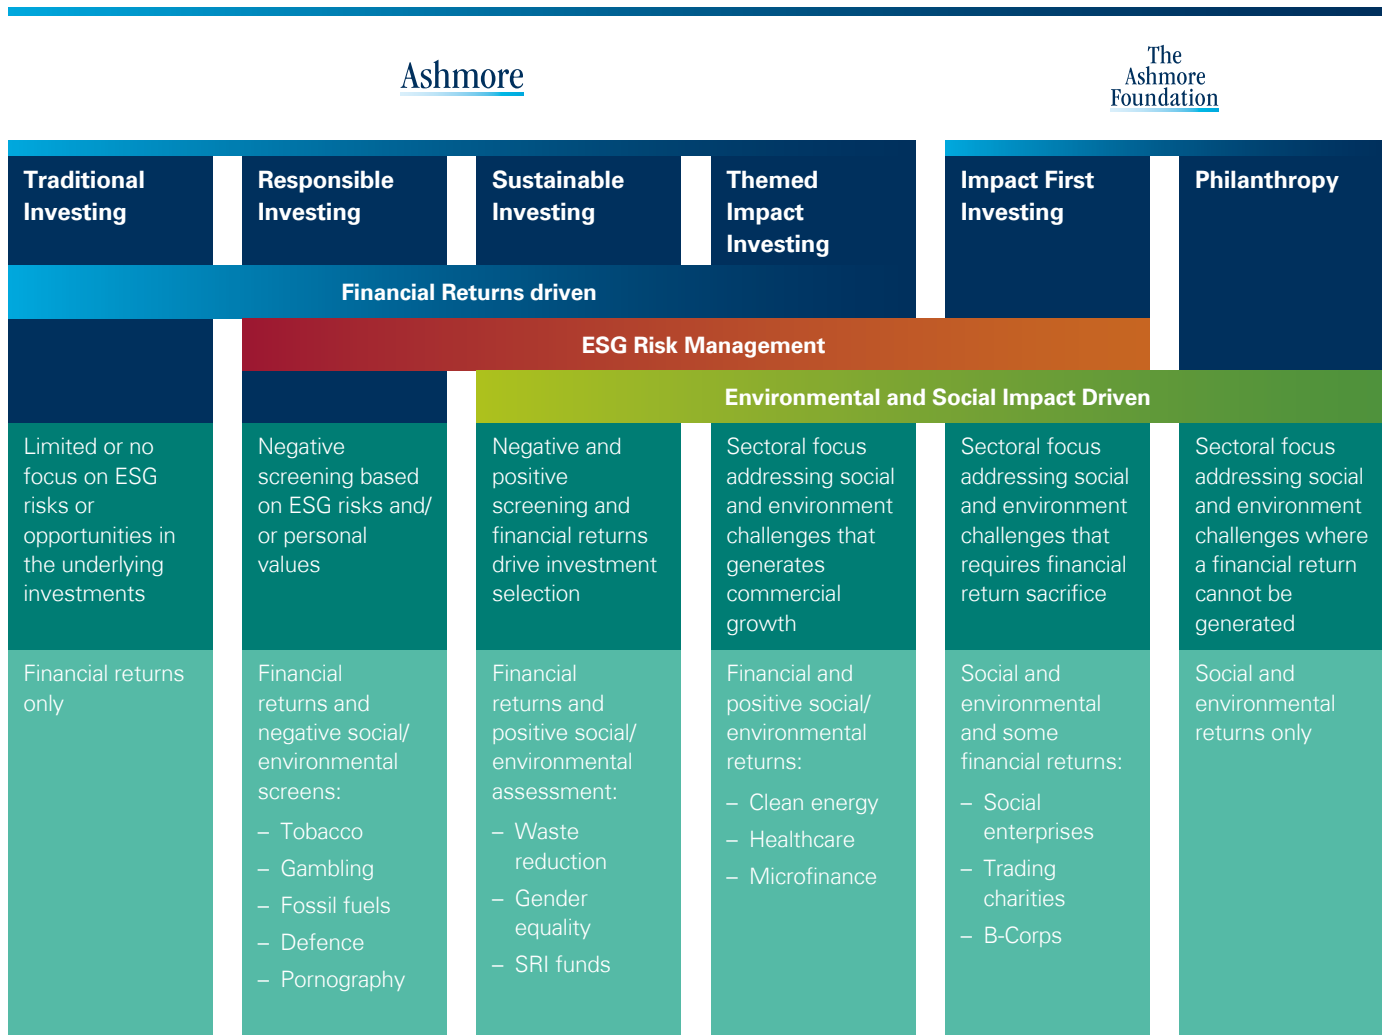 Ashmore
The
Ashmore
Foundation
Traditional
Investing
Responsible
Investing
Sustainable
Investing
Themed
Impact
Investing
Impact First
Investing
Philanthropy
Financial Returns driven
ESG Risk Management
Environmental and Social Impact Driven
Limited or no
focus on ESG
risks or
opportunities in
the underlying
investments
Negative
screening based
on ESG risks and/
or personal
values
Negative and
positive
screening and
financial returns
drive investment
selection
Sectoral focus
addressing social
and environment
challenges that
generates
commercial
growth
Sectoral focus
addressing social
and environment
challenges that
requires financial
return sacrifice
Sectoral focus
addressing social
and environment
challenges where
a financial return
cannot be
generated
Financial returns
only
Financial
returns and
negative social/
environmental
screens:
– Tobacco
– Gambling
– Fossil fuels
– Defence
– Pornography
Financial
returns and
positive social/
environmental
assessment:
– Waste
reduction
– Gender
equality
– SRI funds
Financial and
positive social/
environmental
returns:
– Clean energy
– Healthcare
– Microfinance
Social and
environmental
and some
financial returns:
– Social
enterprises
– Trading
charities
– B-Corps
Social and
environmental
returns only